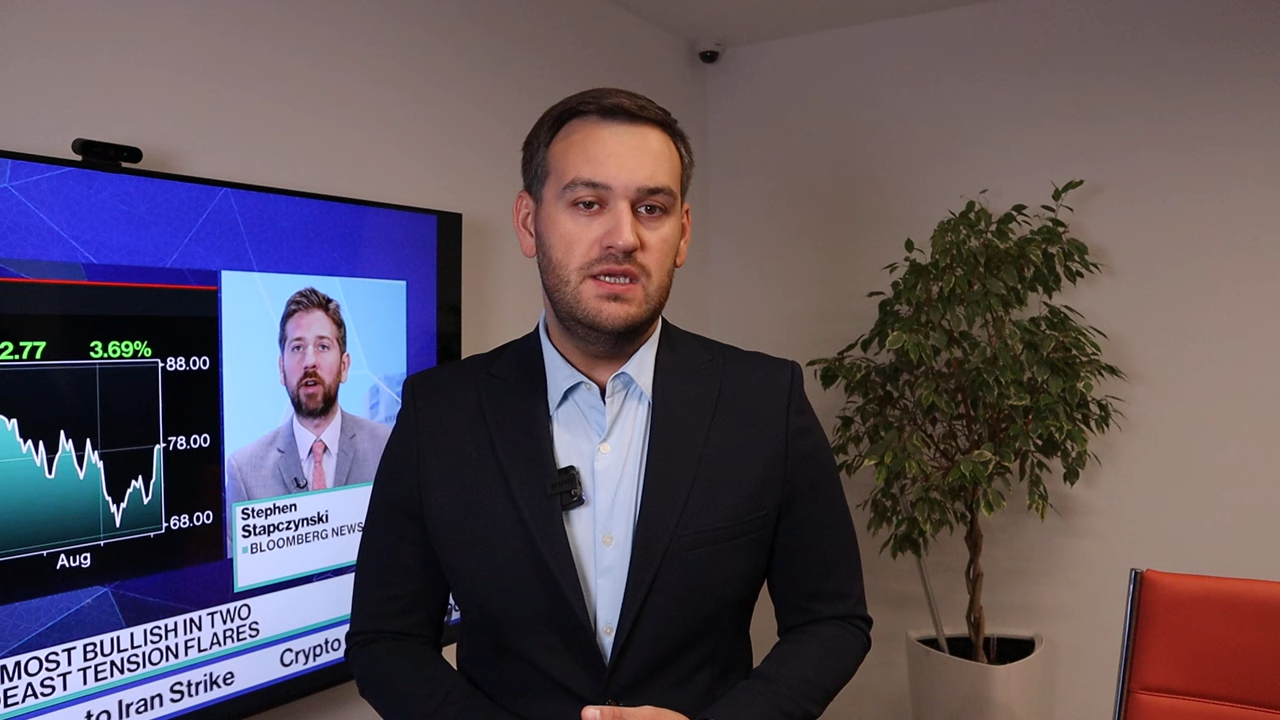 2.77 3.69%
88.00
78.00
68.00
Aug
Stephen
Stapczynski
BLOOMBERG NEWS
MOST BULLISH IN TWO
DEAST TENSION FLARES
to Iran Strike Crypto